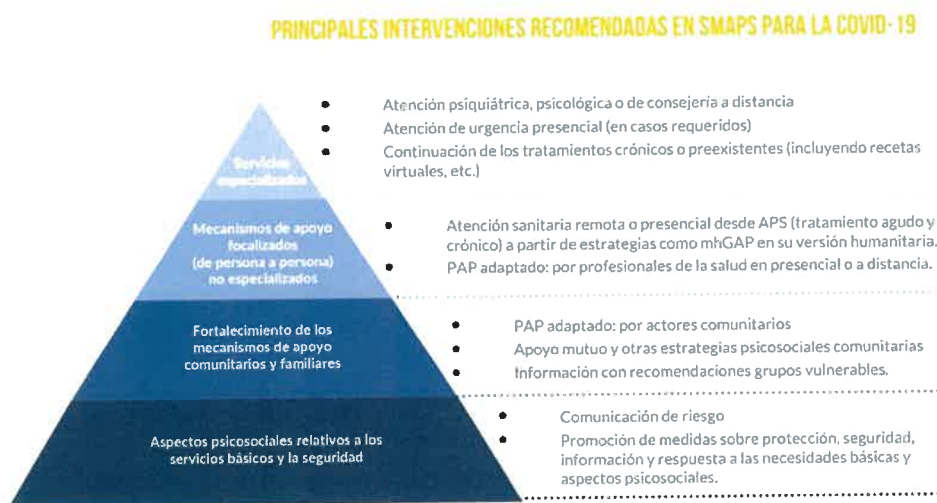 PRINCIPALES INTERVENCIONES RECOMENDADAS EN SMAPS PARA LA COVID-19
Servicios
especializados
• Atención psiquiátrica, psicológica o de consejería a distancia
• Atención de urgencia presencial (en casos requeridos)
• Continuación de los tratamientos crónicos o preexistentes (incluyendo recetas
virtuales, etc.)
Mecanismos de apoyo
focalizados
(de persona a persona)
no especializados
• Atención sanitaria remota o presencial desde APS (tratamiento agudo y
crónico) a partir de estrategias como mhGAP en su versión humanitaria.
• PAP adaptado: por profesionales de la salud en presencial o a distancia.
Fortalecimiento de los
mecanismos de apoyo
comunitarios y familiares
• PAP adaptado: por actores comunitarios
• Apoyo mutuo y otras estrategias psicosociales comunitarias
• Información con recomendaciones grupos vulnerables.
Aspectos psicosociales relativos a los
servicios básicos y la seguridad
• Comunicación de riesgo
• Promoción de medidas sobre protección, seguridad,
información y respuesta a las necesidades básicas y
aspectos psicosociales.